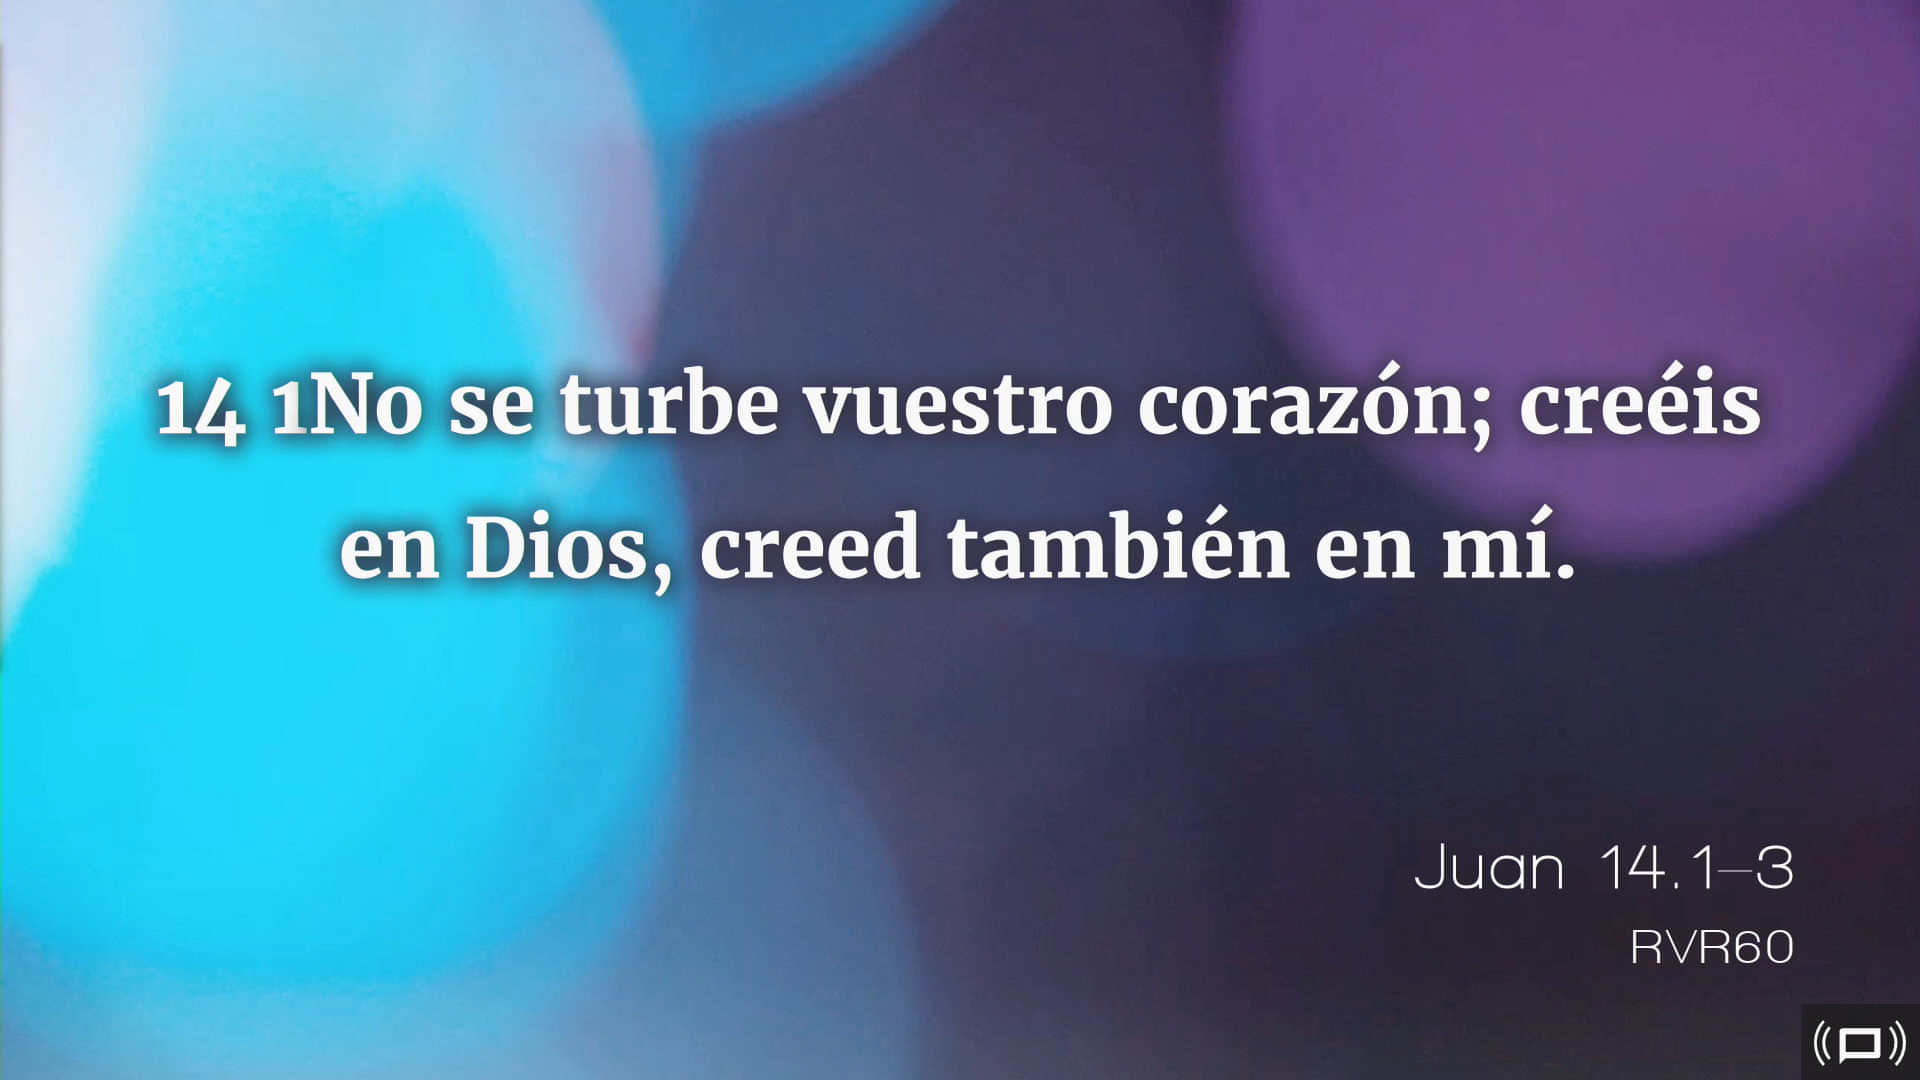 14 1No se turbe vuestro corazón; creéis
en Dios, creed también en mí.
Juan 14.1–3
RVR60